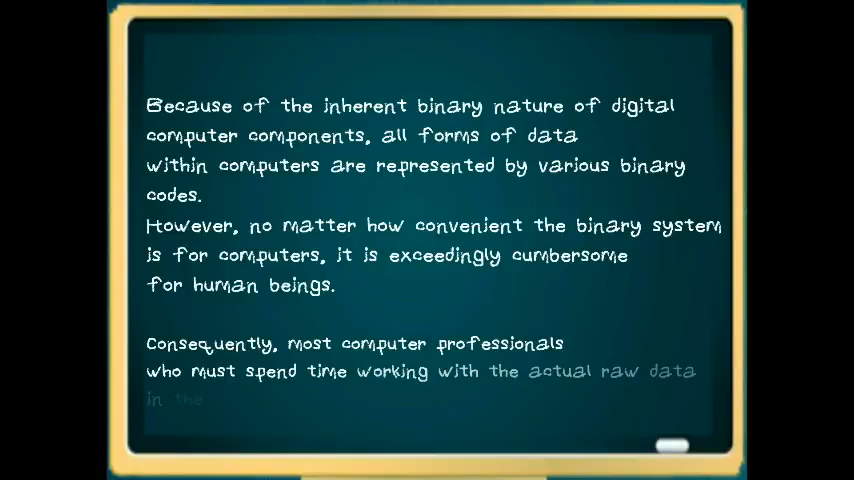 Because of the inherent binary nature of digital
computer components, all forms of data
within computers are represented by various binary
codes.
However, no matter how convenient the binary system
is for computers, it is exceedingly cumbersome
for human beings.
Consequently, most computer professionals
who must spend time working with the actual raw data
in the